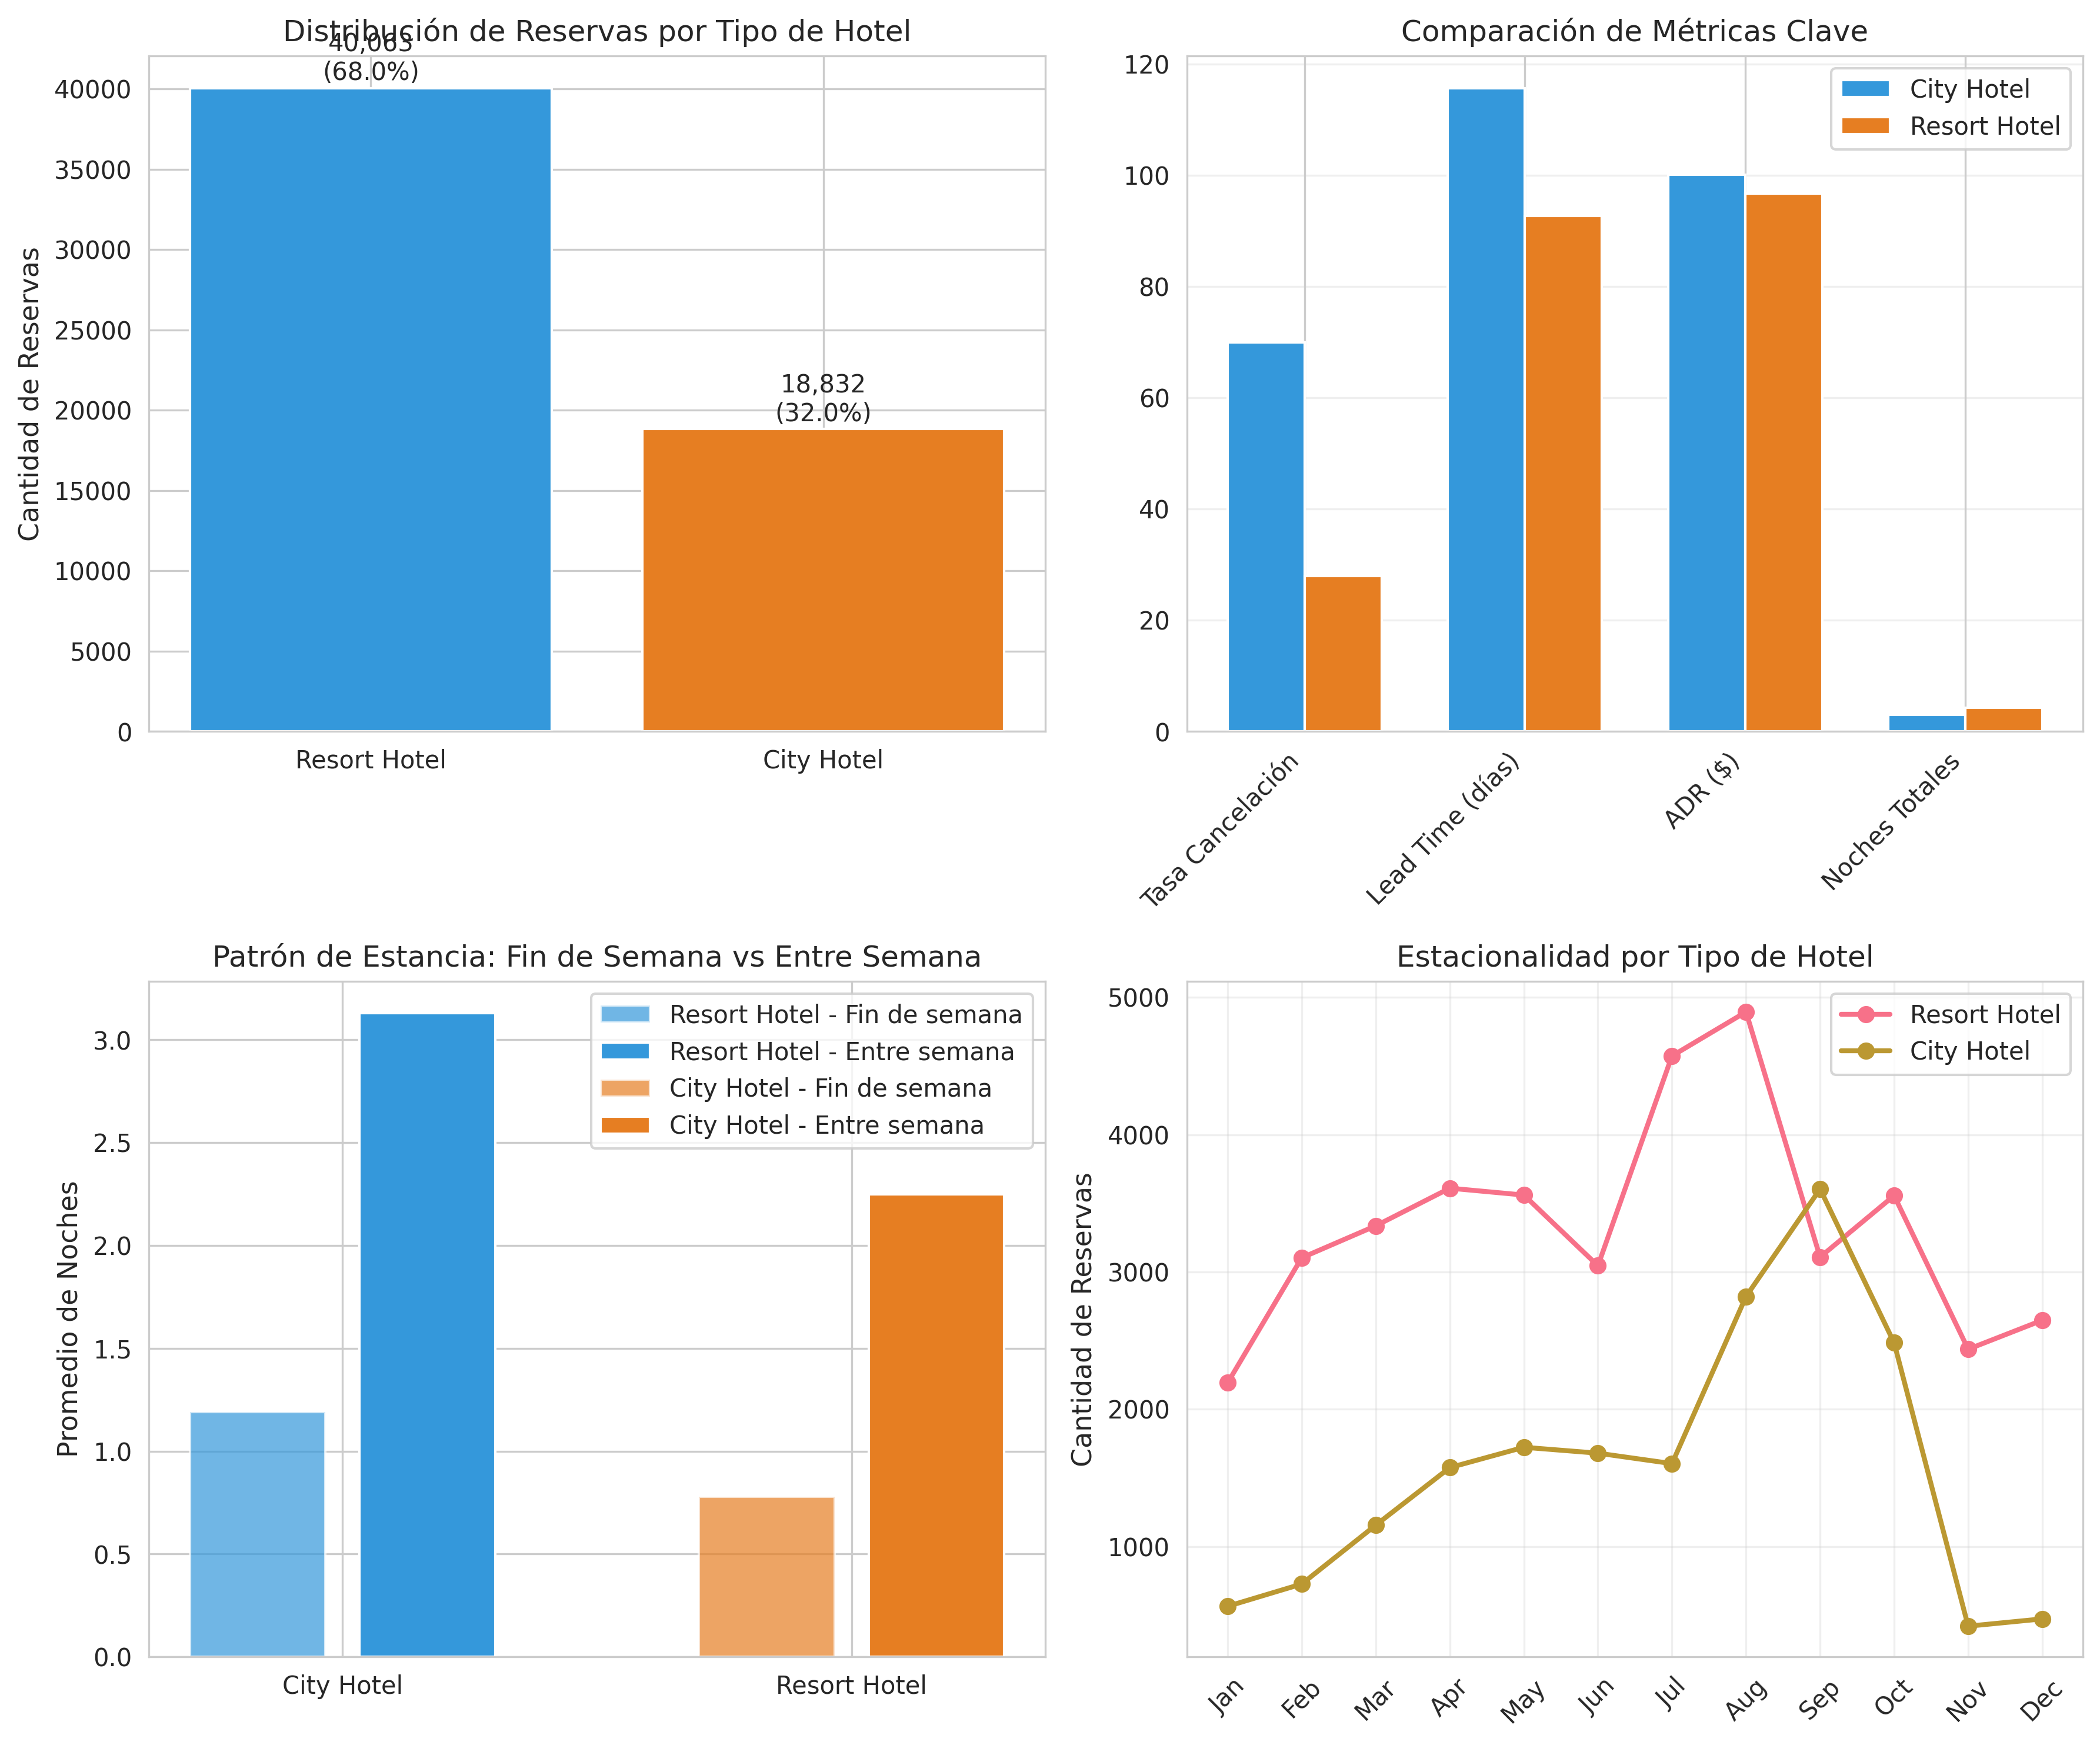 Distribución de Reservas por Tipo de Hotel
40,063
(68.0%)
18,832
(32.0%)
Cantidad de Reservas
40000
35000
30000
25000
20000
15000
10000
5000
0
Resort Hotel
City Hotel
Comparación de Métricas Clave
City Hotel
Resort Hotel
120
100
80
60
40
20
0
Tasa Cancelación
Lead Time (días)
ADR ($)
Noches Totales
Patrón de Estancia: Fin de Semana vs Entre Semana
Resort Hotel - Fin de semana
Resort Hotel - Entre semana
City Hotel - Fin de semana
City Hotel - Entre semana
Promedio de Noches
3.0
2.5
2.0
1.5
1.0
0.5
0.0
City Hotel
Resort Hotel
Estacionalidad por Tipo de Hotel
Resort Hotel
City Hotel
Cantidad de Reservas
5000
4000
3000
2000
1000
Jan
Feb
Mar
Apr
May
Jun
Jul
Aug
Sep
Oct
Nov
Dec